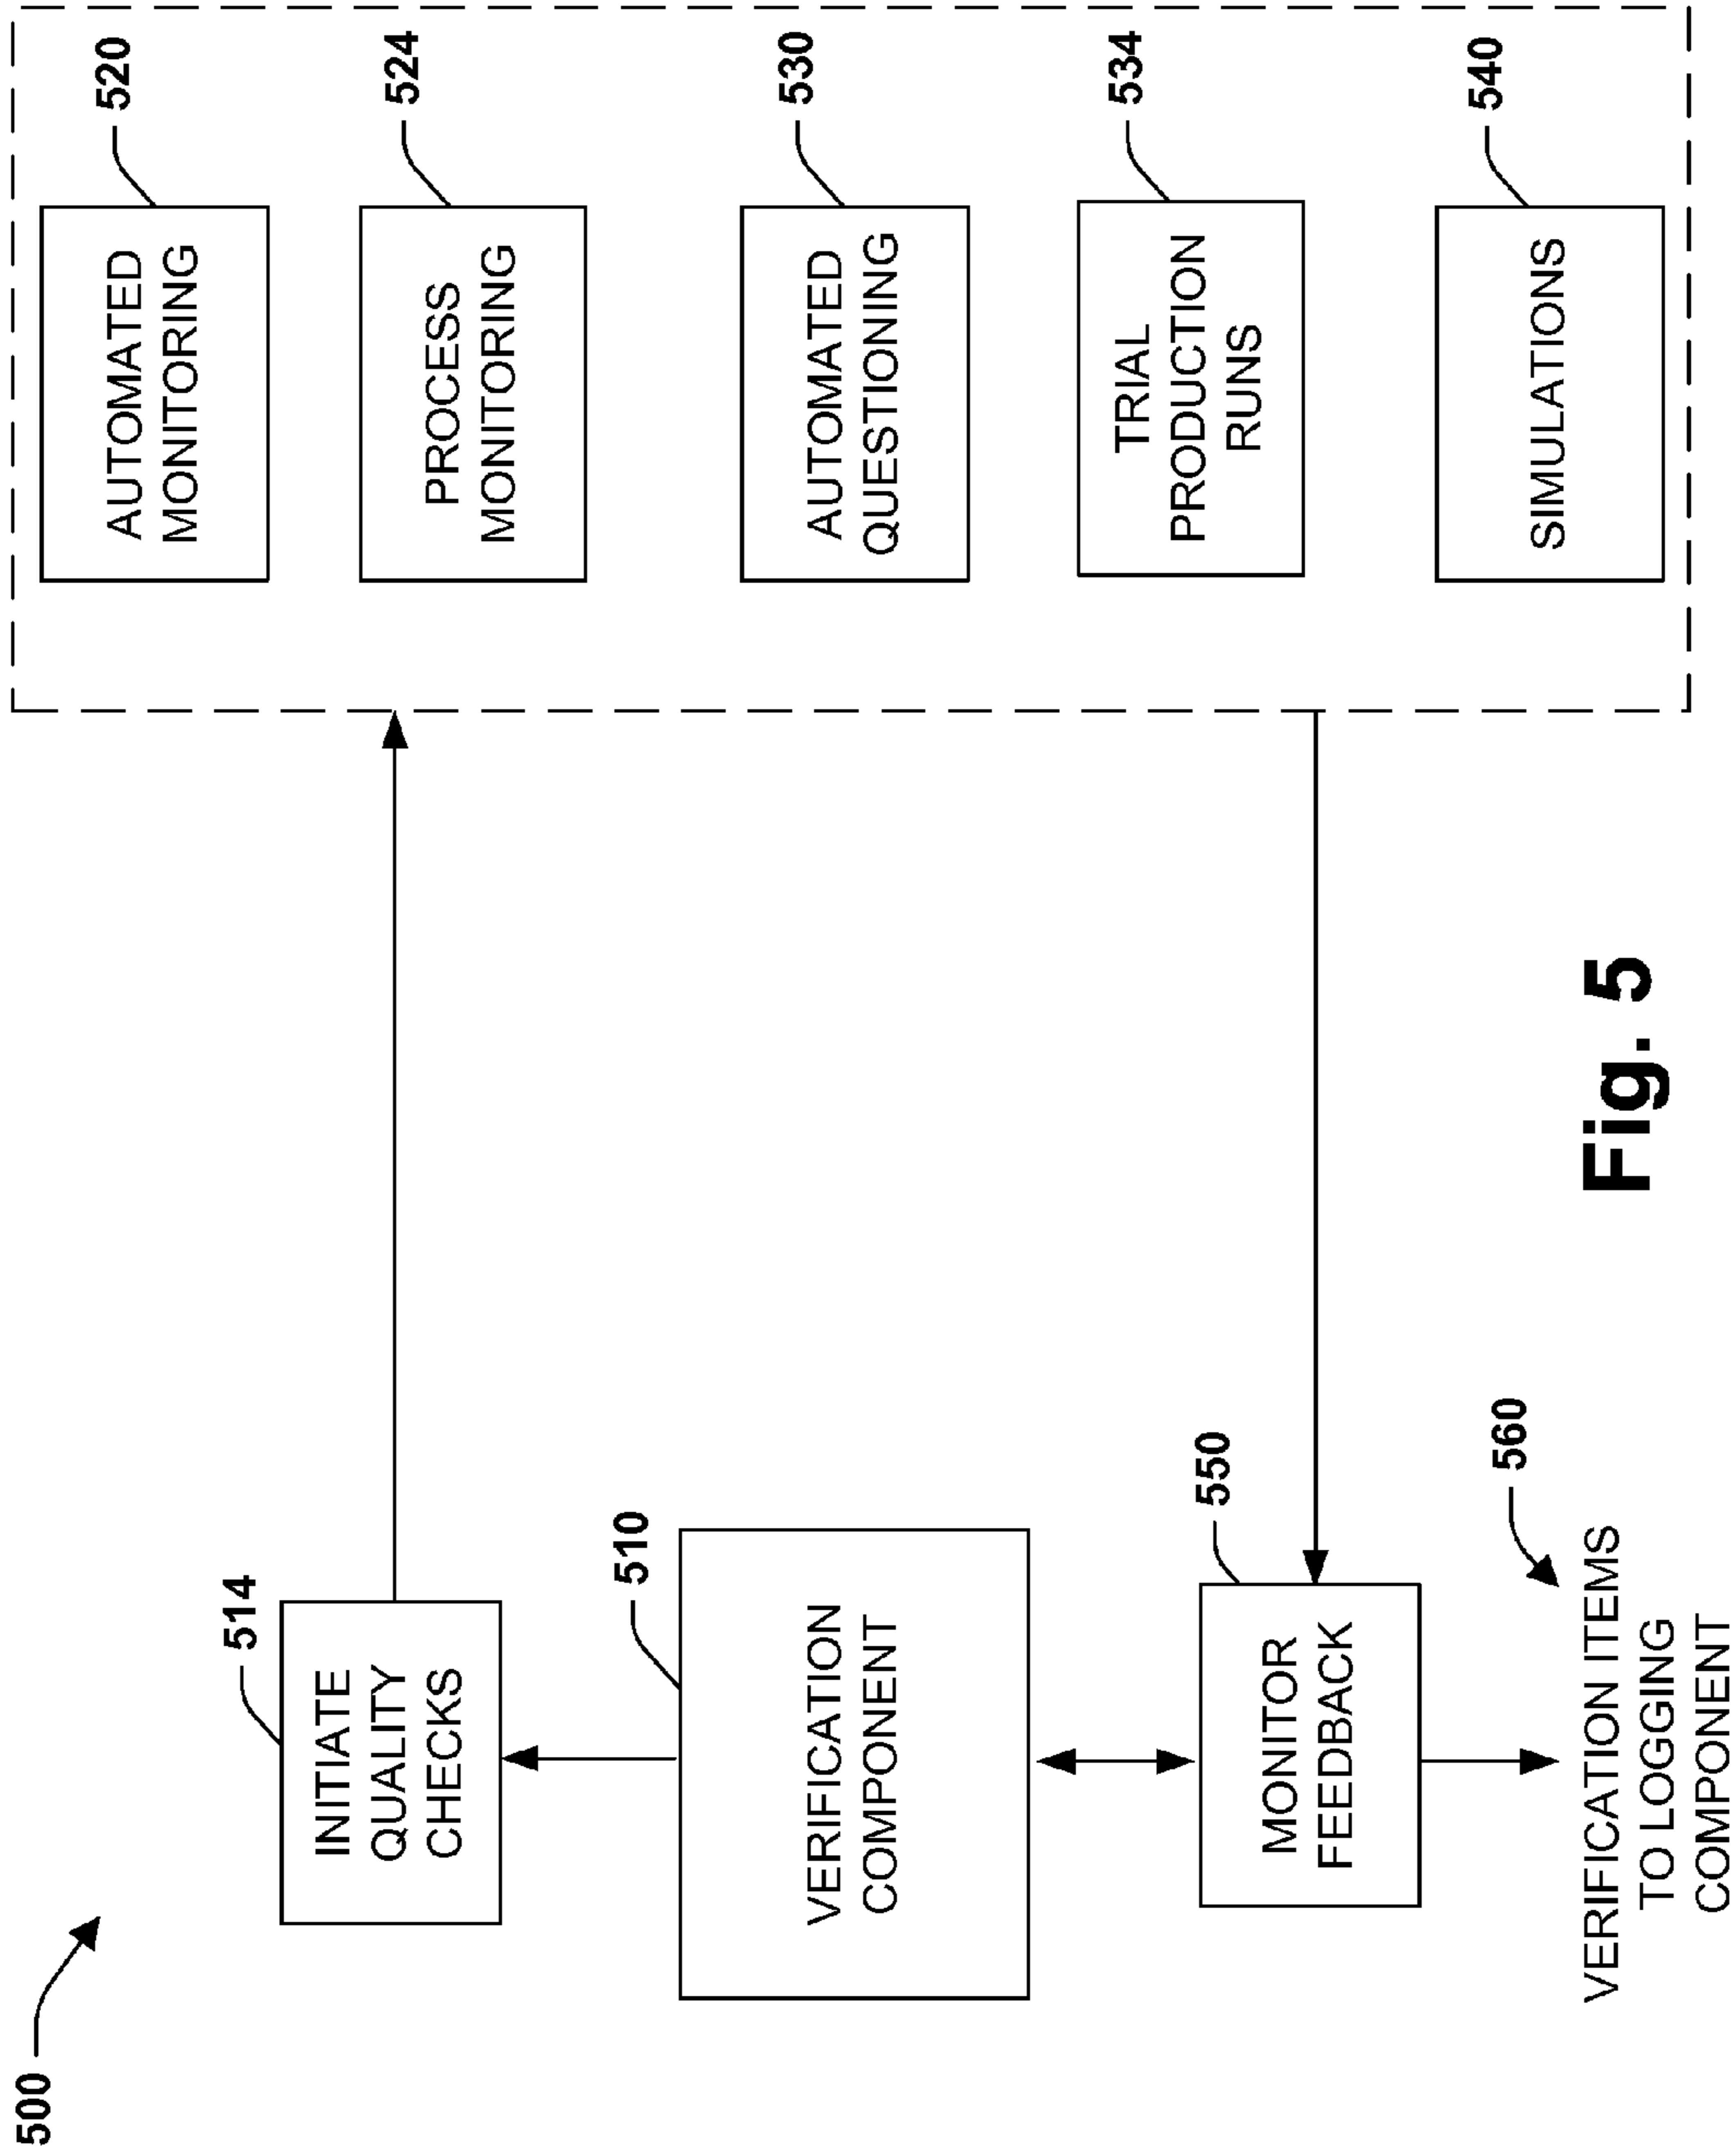 500
514
INITIATE
QUALITY
CHECKS
510
VERIFICATION
COMPONENT
550
MONITOR
FEEDBACK
560
VERIFICATION ITEMS
TO LOGGING
COMPONENT
520
AUTOMATED
MONITORING
524
PROCESS
MONITORING
530
AUTOMATED
QUESTIONING
534
TRIAL
PRODUCTION
RUNS
540
SIMULATIONS
Fig. 5